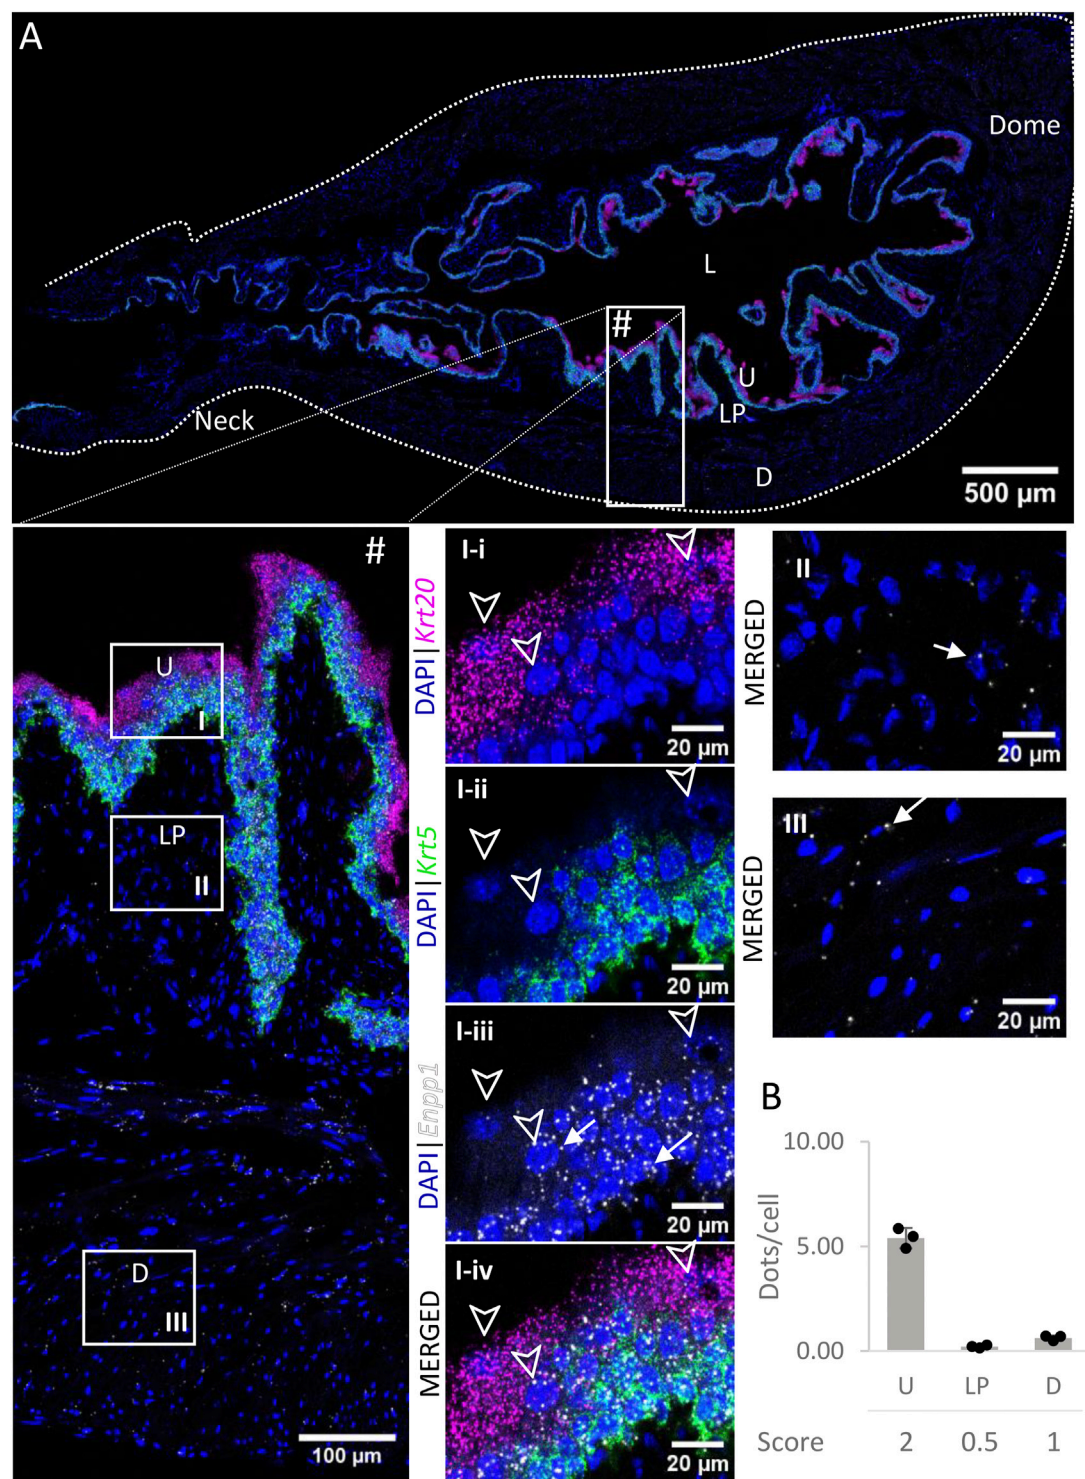 A
Dome
L
#
U
LP
Neck
D
500 µm
#
U
I
LP
II
D
III
100 µm
DAPI|Krt20
I-i
20 µm
DAPI|Krt5
I-ii
20 µm
DAPI|Enpp1
I-iii
20 µm
MERGED
I-iv
20 µm
MERGED
II
20 µm
MERGED
III
20 µm
B
Dots/cell
10.00
5.00
0.00
U LP D
Score 2 0.5 1